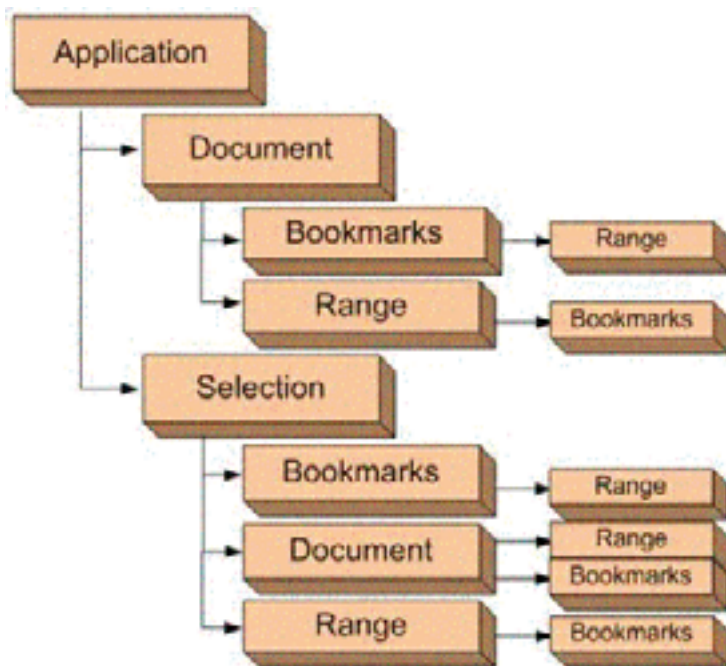 Application
Document
Bookmarks
Range
Range
Bookmarks
Selection
Bookmarks
Range
Document
Range
Bookmarks
Range
Bookmarks